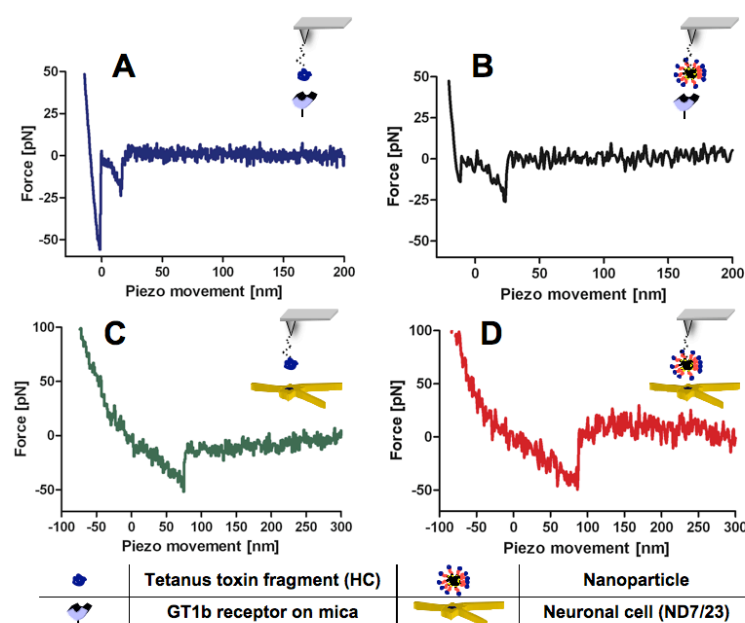 A
50
25
0
-25
-50
Force [pN]
0 50 100 150 200
Piezo movement [nm]
B
50
25
0
-25
-50
Force [pN]
0 50 100 150 200
Piezo movement [nm]
C
100
50
0
-50
Force [pN]
-100 -50 0 50 100 150 200 250 300
Piezo movement [nm]
D
100
50
0
-50
Force [pN]
-100 -50 0 50 100 150 200 250 300
Piezo movement [nm]
Tetanus toxin fragment (HC)
Nanoparticle
GT1b receptor on mica
Neuronal cell (ND7/23)